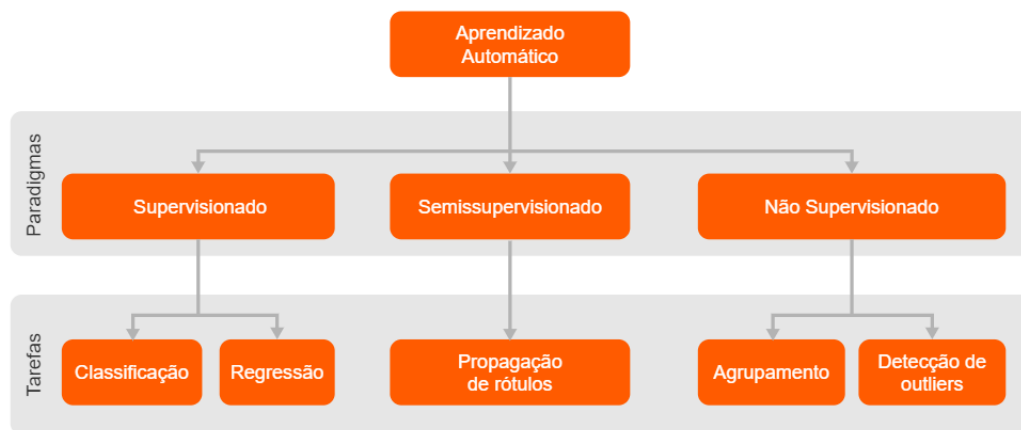 Aprendizado
Automático
Paradigmas
Supervisionado
Semissupervisionado
Não Supervisionado
Tarefas
Classificação
Regressão
Propagação
de rótulos
Agrupamento
Detecção de
outliers